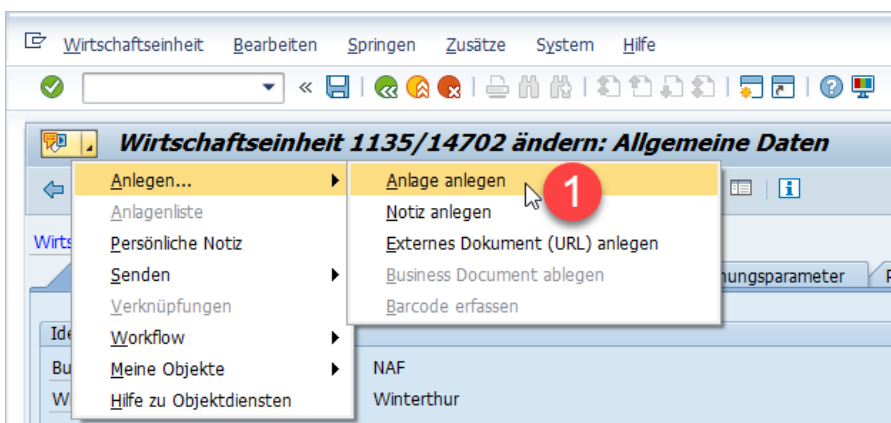 Wirtschaftseinheit Bearbeiten Springen Zusätze System Hilfe
Wirtschaftseinheit 1135/14702 ändern: Allgemeine Daten
Anlegen... Anlage anlegen 1
Anlagenliste Notiz anlegen
Wirts Persönliche Notiz Externes Dokument (URL) anlegen
Senden Business Document ablegen nungsparameter
Verknüpfungen Barcode erfassen
Ide Workflow
Bu Meine Objekte NAF
W Hilfe zu Objektdiensten Winterthur